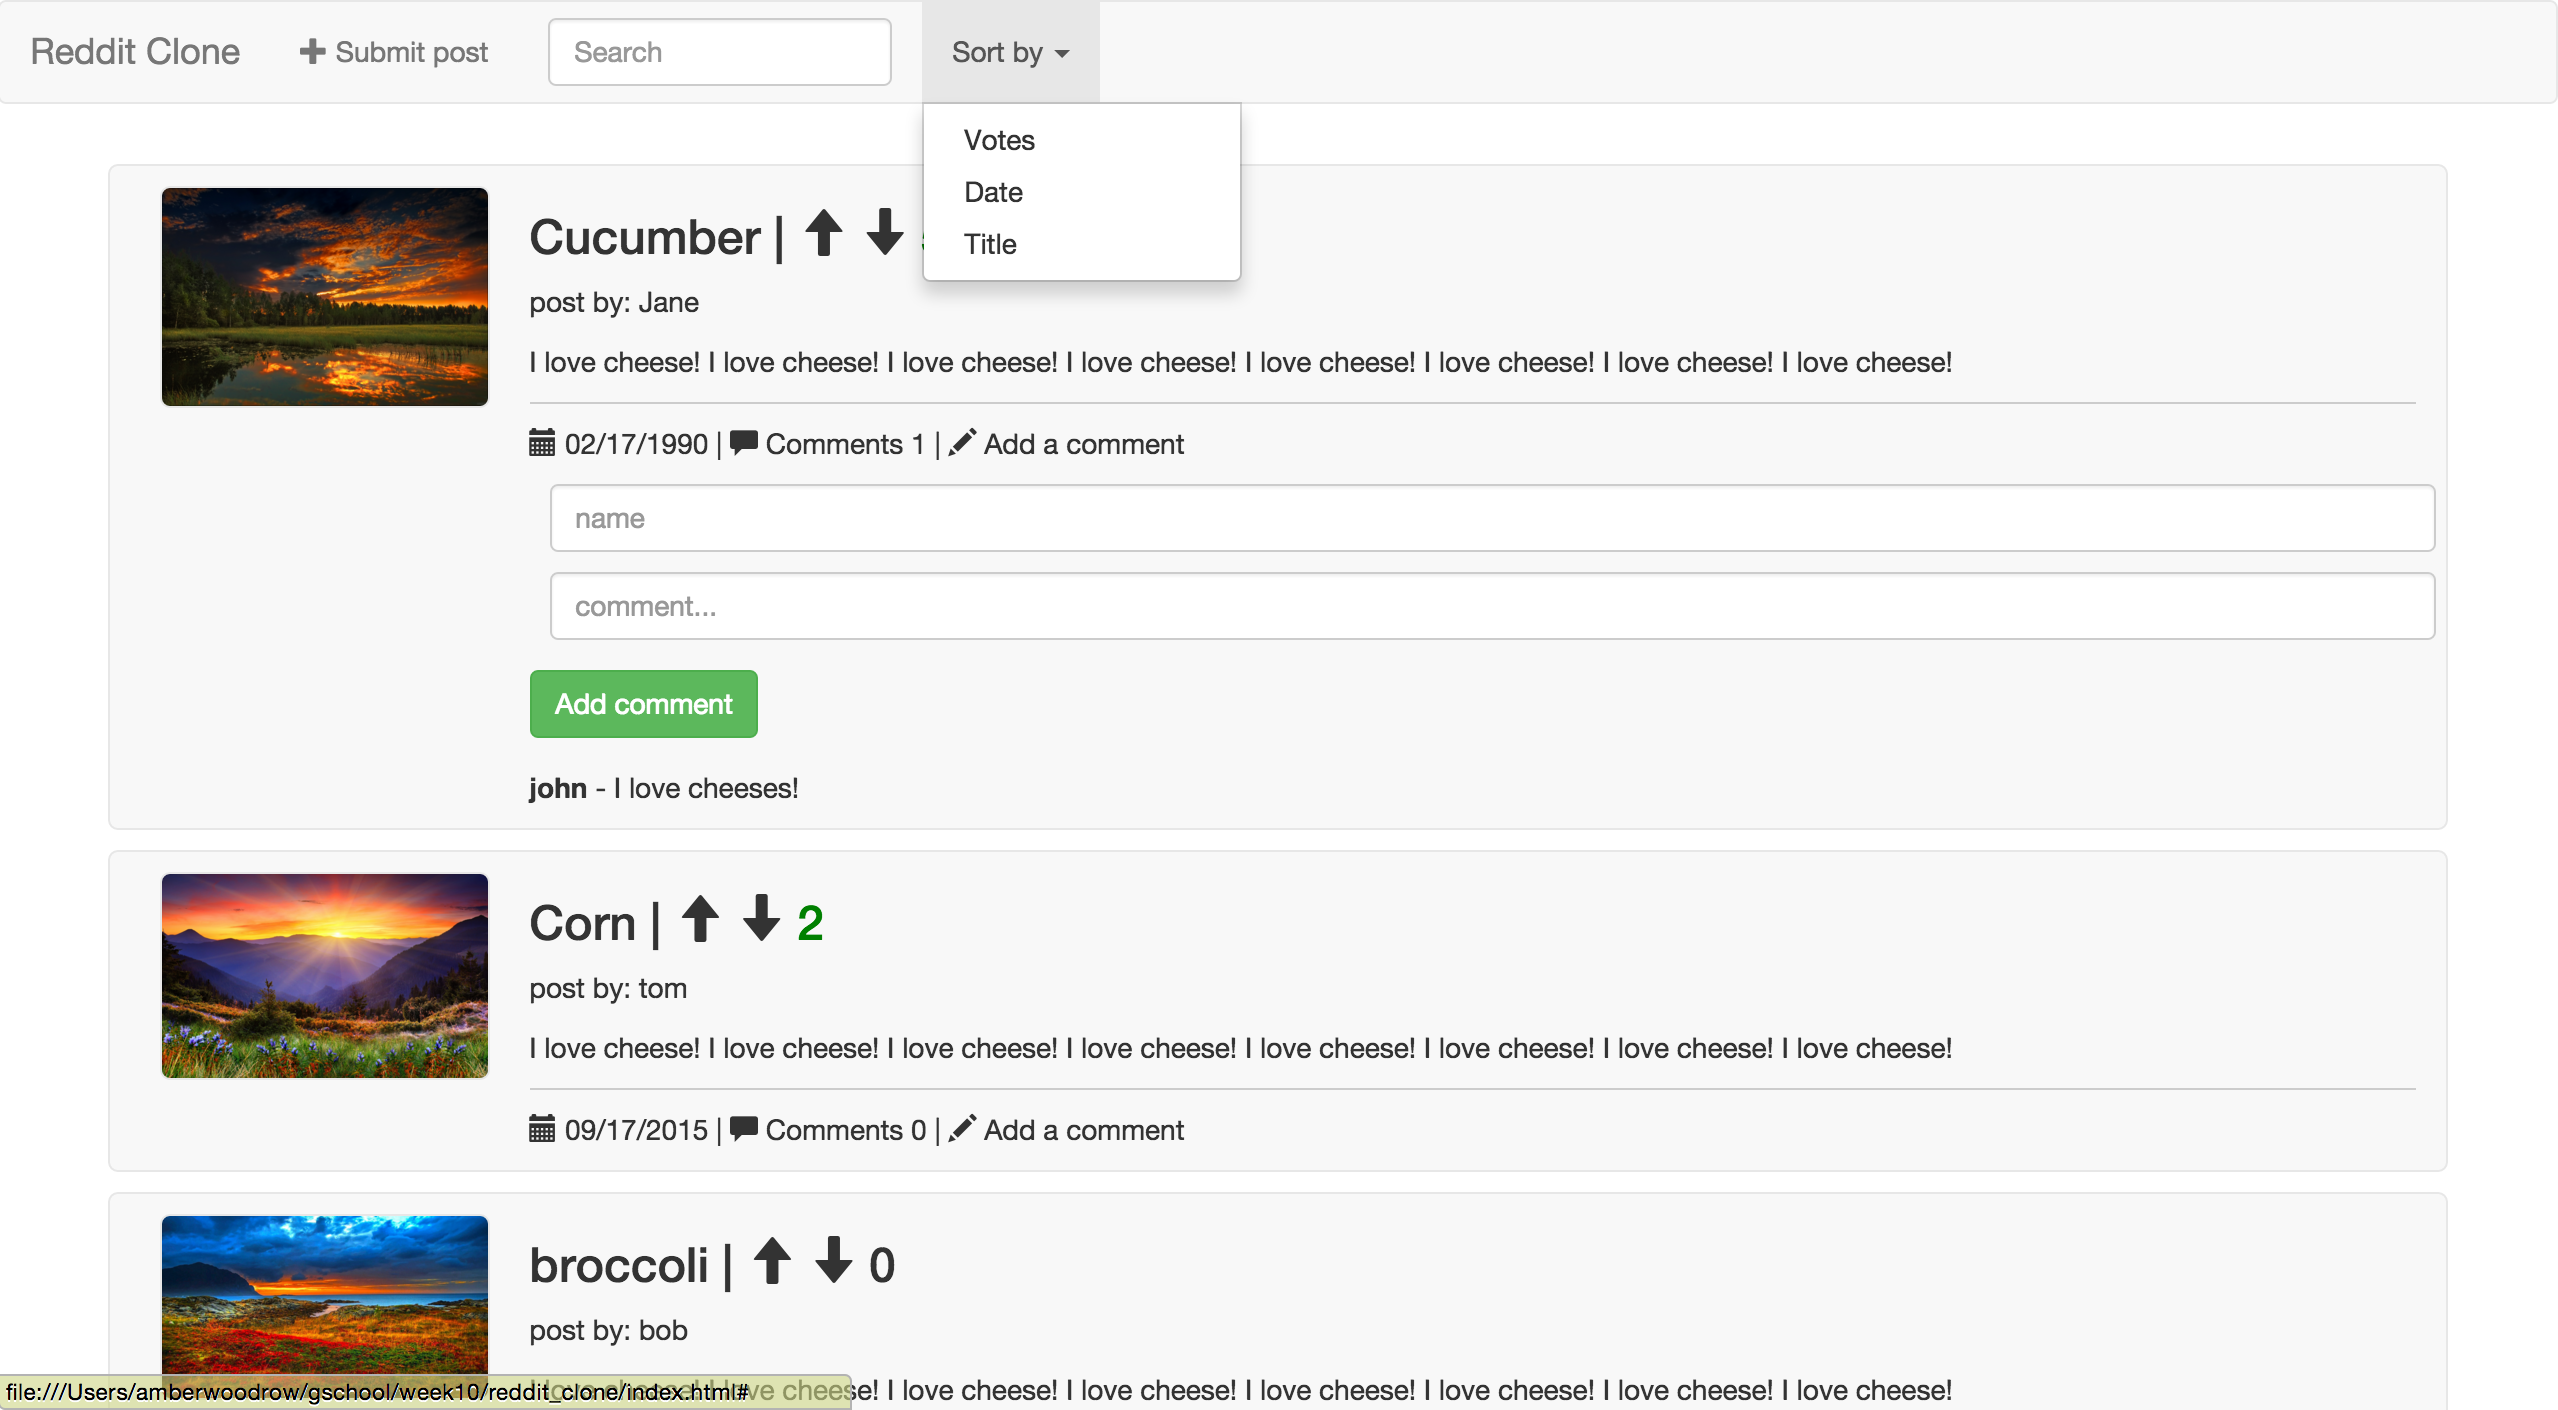 Reddit Clone Submit post Search Sort by
Votes
Date
Title
Cucumber |
post by: Jane
I love cheese! I love cheese! I love cheese! I love cheese! I love cheese! I love cheese! I love cheese! I love cheese!
02/17/1990 | Comments 1 | Add a comment
name
comment...
Add comment
john - I love cheeses!
Corn | 2
post by: tom
I love cheese! I love cheese! I love cheese! I love cheese! I love cheese! I love cheese! I love cheese! I love cheese!
09/17/2015 | Comments 0 | Add a comment
broccoli | 0
post by: bob
I love cheese! I love cheese! I love cheese! I love cheese! I love cheese! I love cheese! I love cheese! I love cheese!
file:///Users/amberwoodrow/gschool/week10/reddit_clone/index.html#